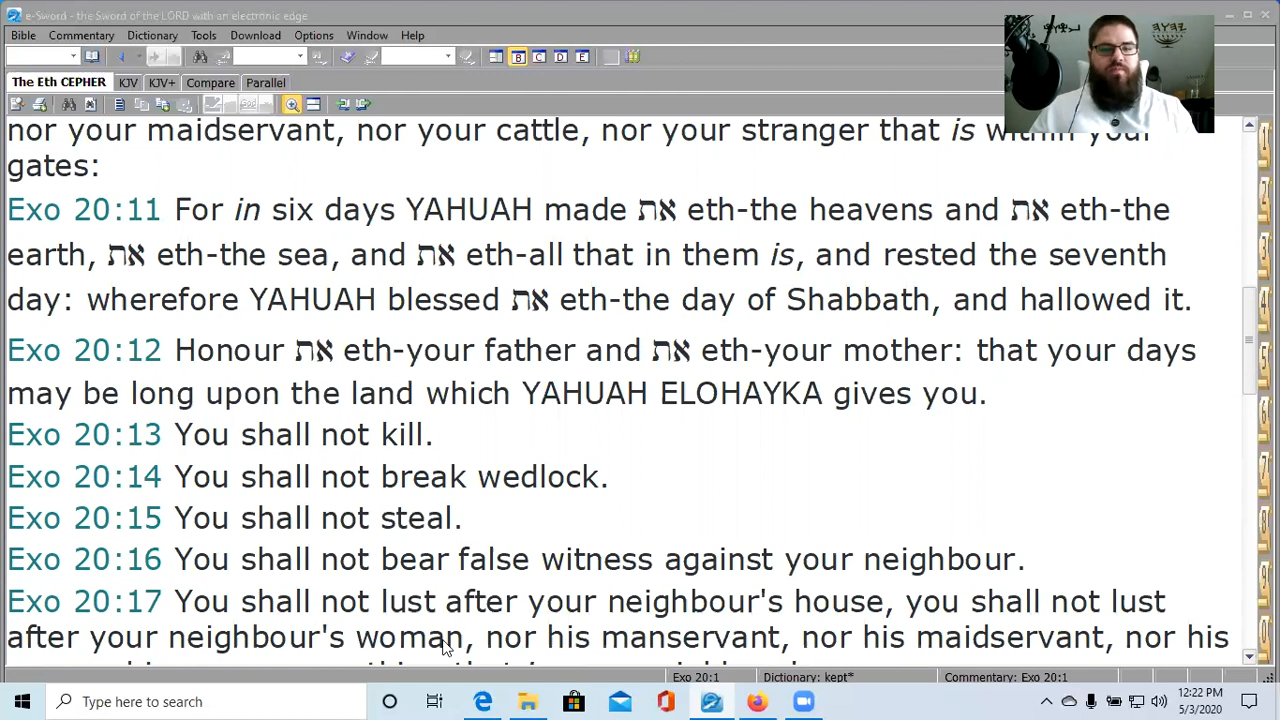 e-Sword - the Sword of the LORD with an electronic edge
Bible Commentary Dictionary Tools Download Options Window Help
The Eth CEPHER KJV KJV+ Compare Parallel
nor your maidservant, nor your cattle, nor your stranger that is within your
gates:
Exo 20:11 For in six days YAHUAH made את eth-the heavens and את eth-the
earth, את eth-the sea, and את eth-all that in them is, and rested the seventh
day: wherefore YAHUAH blessed את eth-the day of Shabbath, and hallowed it.
Exo 20:12 Honour את eth-your father and את eth-your mother: that your days
may be long upon the land which YAHUAH ELOHAYKA gives you.
Exo 20:13 You shall not kill.
Exo 20:14 You shall not break wedlock.
Exo 20:15 You shall not steal.
Exo 20:16 You shall not bear false witness against your neighbour.
Exo 20:17 You shall not lust after your neighbour's house, you shall not lust
after your neighbour's woman, nor his manservant, nor his maidservant, nor his
Exo 20:1 Dictionary: kept* Commentary: Exo 20:1
Type here to search
12:22 PM
5/3/2020